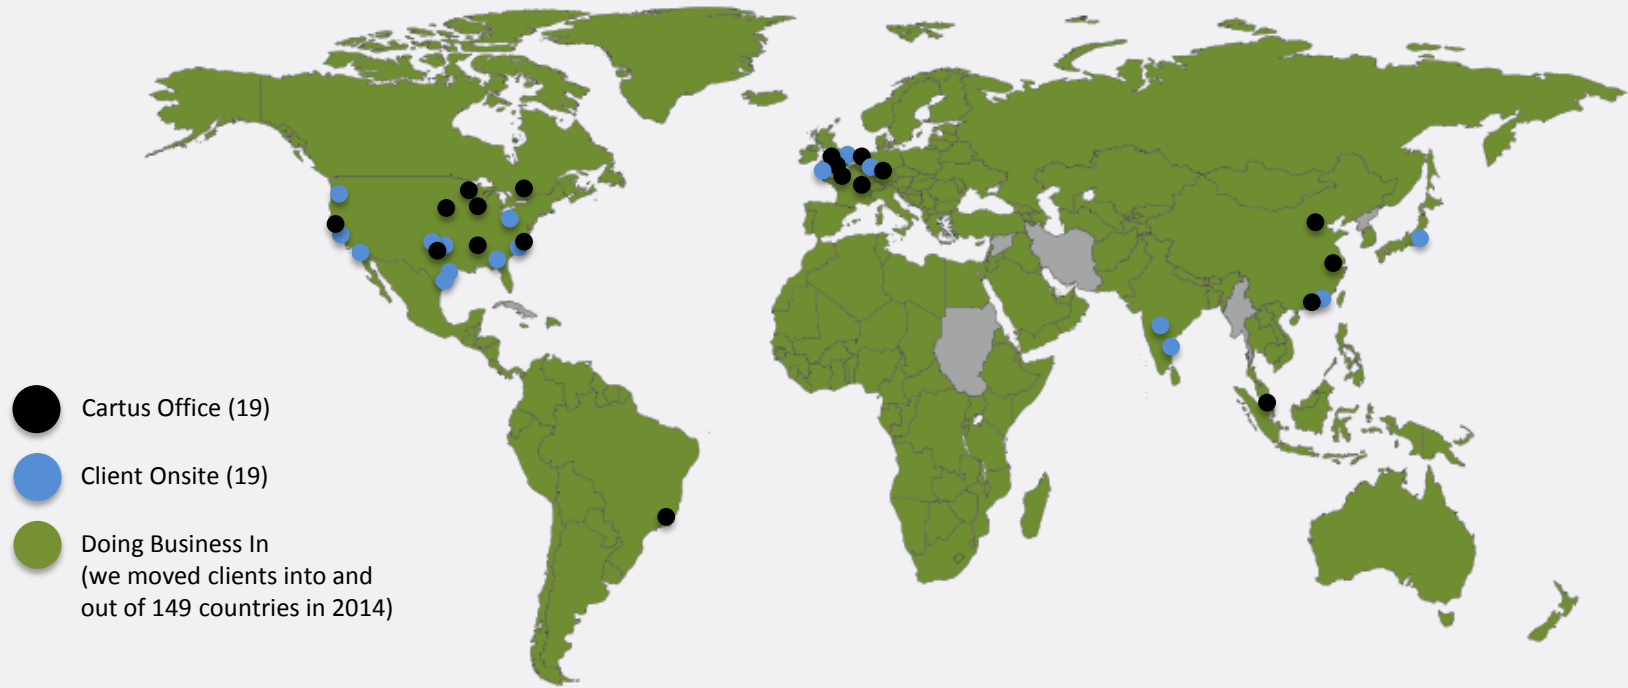 Cartus Office (19)
Client Onsite (19)
Doing Business In
(we moved clients into and
out of 149 countries in 2014)